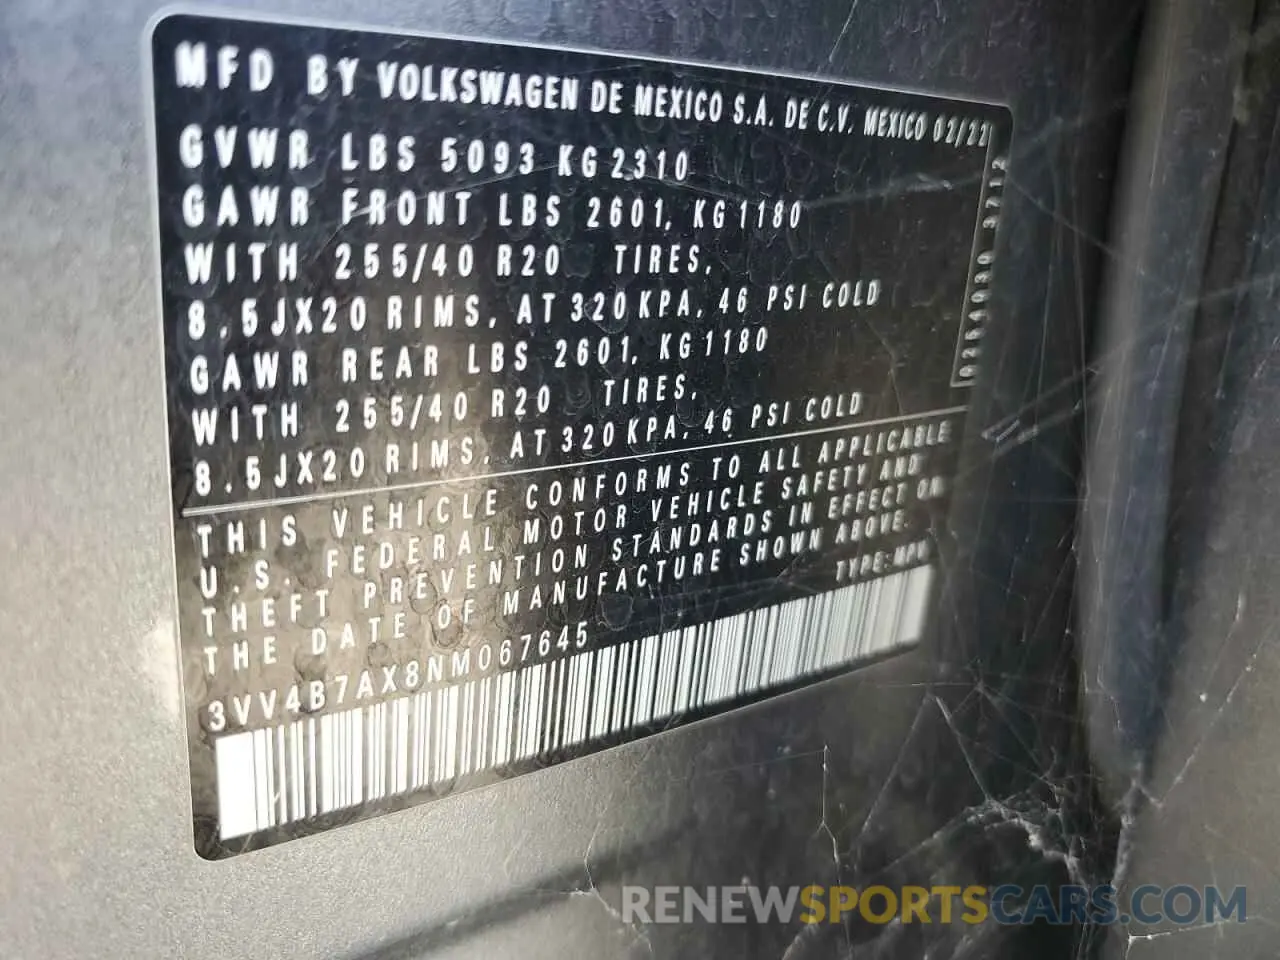 MFD BY VOLKSWAGEN DE MEXICO S.A. DE C.V. MEXICO 02/22
GVWR LBS 5093 KG 2310
GAWR FRONT LBS 2601, KG 1180
WITH 255/40 R20 TIRES,
8.5JX20 RIMS, AT 320 KPA, 46 PSI COLD
GAWR REAR LBS 2601, KG 1180
WITH 255/40 R20 TIRES,
8.5JX20 RIMS, AT 320 KPA, 46 PSI COLD
THIS VEHICLE CONFORMS TO ALL APPLICABLE
U.S. FEDERAL MOTOR VEHICLE SAFETY AND
THEFT PREVENTION STANDARDS IN EFFECT ON
THE DATE OF MANUFACTURE SHOWN ABOVE.
TYPE: MPV
3VV4B7AX8NM067645
RENEWSPORTSCARS.COM